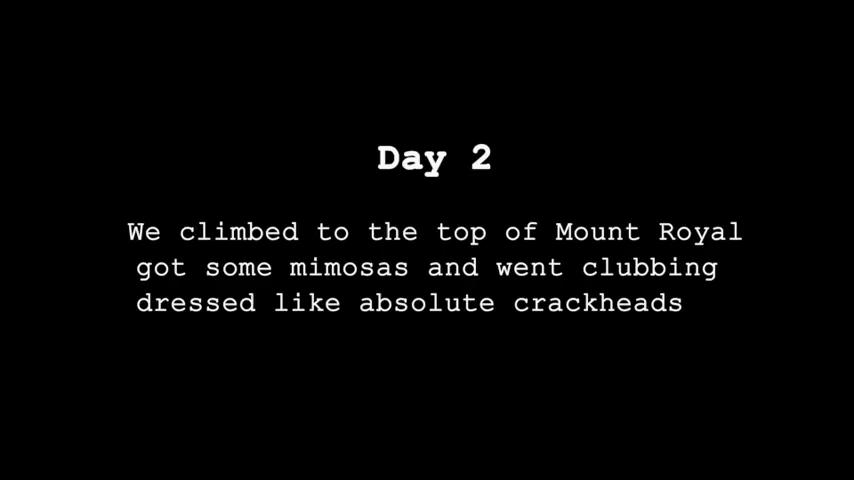 Day 2
We climbed to the top of Mount Royal
got some mimosas and went clubbing
dressed like absolute crackheads